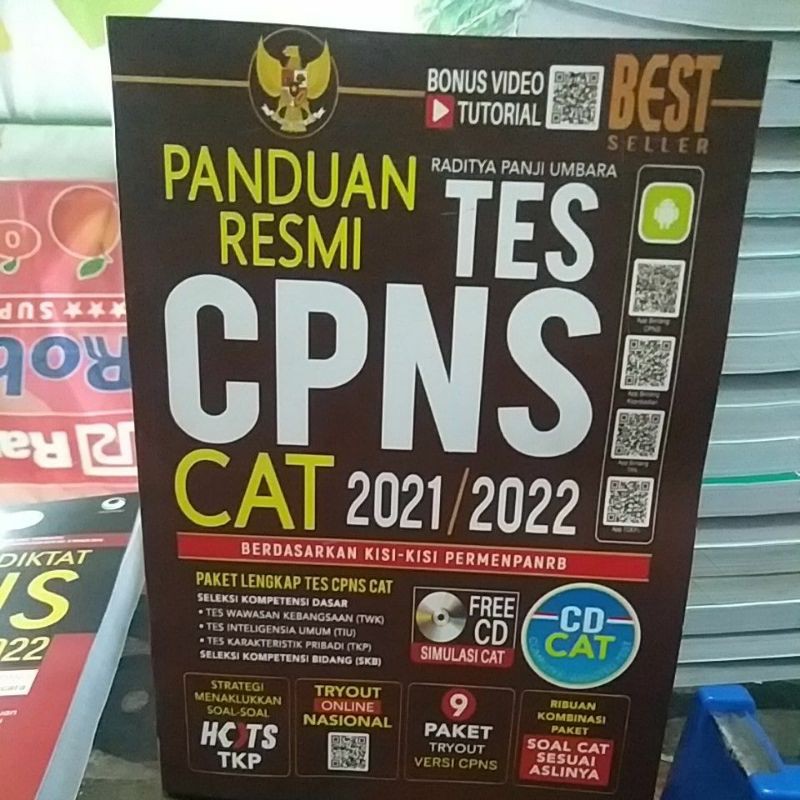 BONUS VIDEO
TUTORIAL
BEST
SELLER
RADITYA PANJI UMBARA
PANDUAN
RESMI
TES
CPNS
CAT 2021/2022
BERDASARKAN KISI-KISI PERMENPANRB
PAKET LENGKAP TES CPNS CAT
SELEKSI KOMPETENSI DASAR
• TES WAWASAN KEBANGSAAN (TWK)
• TES INTELIGENSIA UMUM (TIU)
• TES KARAKTERISTIK PRIBADI (TKP)
SELEKSI KOMPETENSI BIDANG (SKB)
FREE
CD
SIMULASI CAT
CD
CAT
STRATEGI
MENAKLUKKAN
SOAL-SOAL
HOTS
TKP
TRYOUT
ONLINE
NASIONAL
9
PAKET
TRYOUT
VERSI CPNS
RIBUAN
KOMBINASI
PAKET
SOAL CAT
SESUAI
ASLINYA
DIKTAT